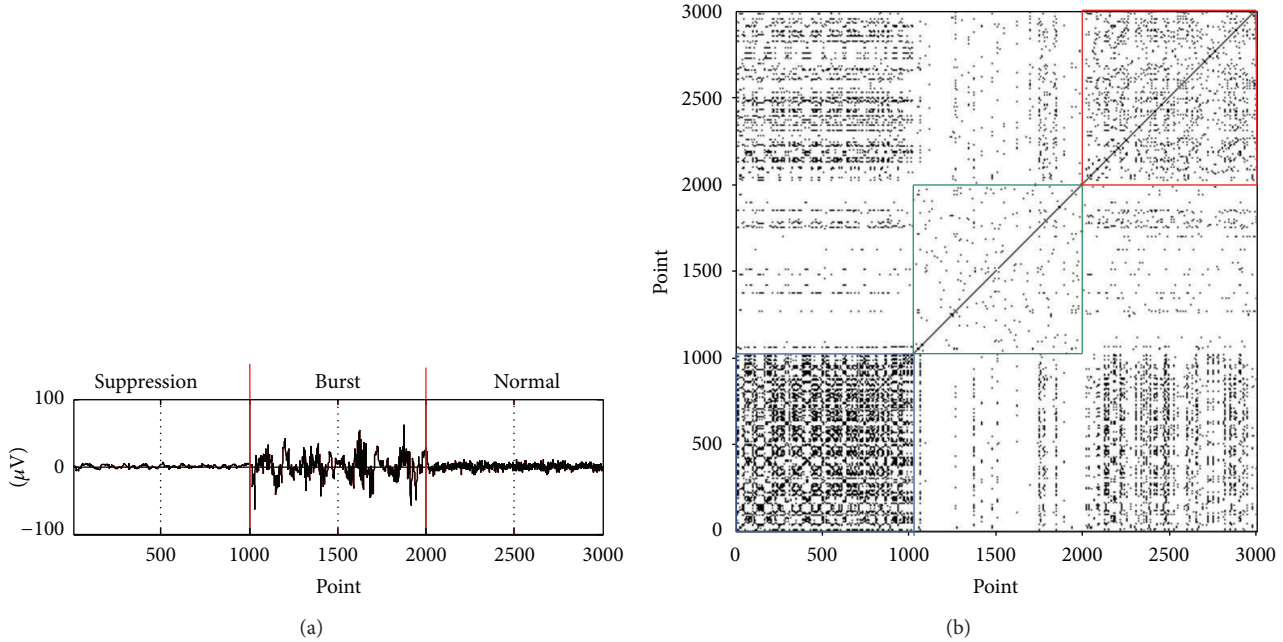 Suppression Burst Normal
100
0
−100
(μV)
500 1000 1500 2000 2500 3000
Point
(a)
3000
2500
2000
1500
1000
500
0
Point
0 500 1000 1500 2000 2500 3000
Point
(b)